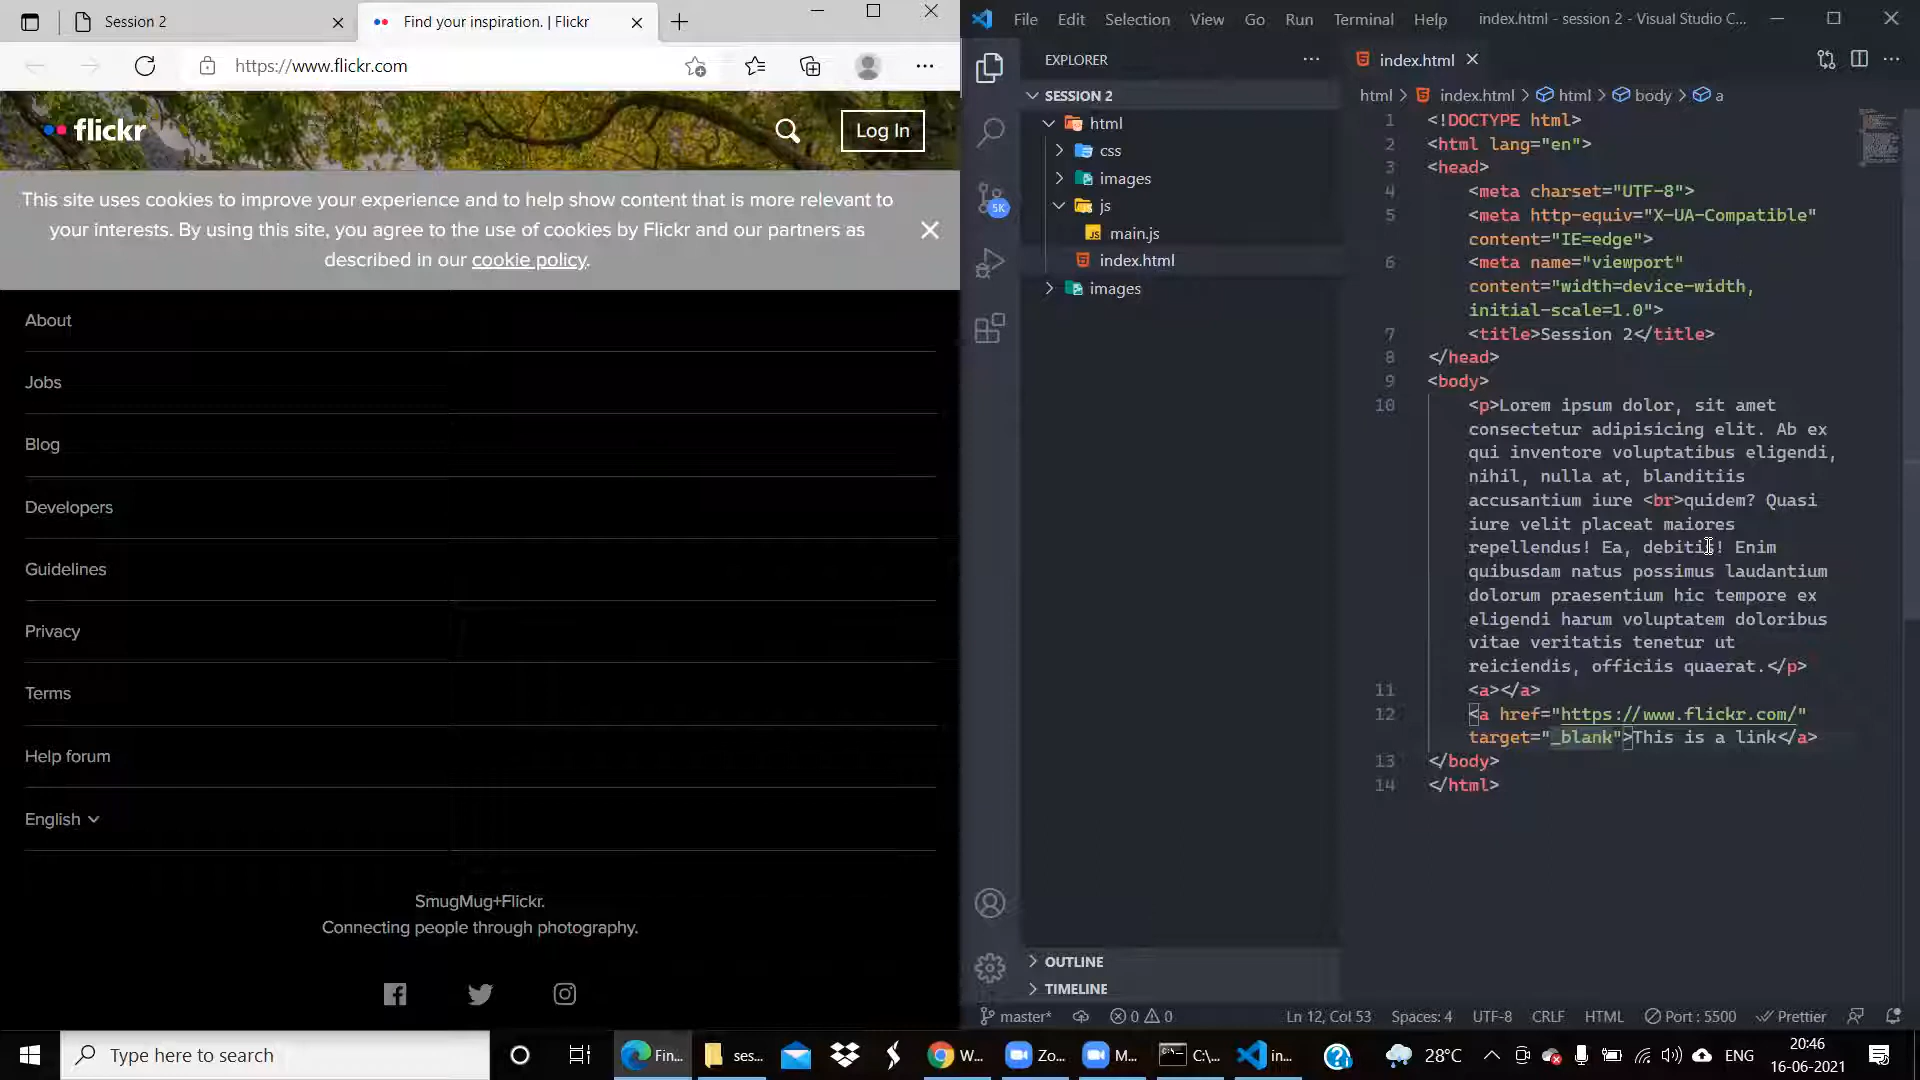 Session 2
Find your inspiration. | Flickr
https://www.flickr.com
flickr
Log In
This site uses cookies to improve your experience and to help show content that is more relevant to
your interests. By using this site, you agree to the use of cookies by Flickr and our partners as
described in our cookie policy.
About
Jobs
Blog
Developers
Guidelines
Privacy
Terms
Help forum
English
SmugMug+Flickr.
Connecting people through photography.
File Edit Selection View Go Run Terminal Help
index.html - session 2 - Visual Studio C...
EXPLORER
SESSION 2
html
css
images
js
main.js
index.html
images
5K
OUTLINE
TIMELINE
index.html
html > index.html > html > body > a
1 <!DOCTYPE html>
2 <html lang="en">
3 <head>
4 <meta charset="UTF-8">
5 <meta http-equiv="X-UA-Compatible"
content="IE=edge">
6 <meta name="viewport"
content="width=device-width,
initial-scale=1.0">
7 <title>Session 2</title>
8 </head>
9 <body>
10 <p>Lorem ipsum dolor, sit amet
consectetur adipisicing elit. Ab ex
qui inventore voluptatibus eligendi,
nihil, nulla at, blanditiis
accusantium iure <br>quidem? Quasi
iure velit placeat maiores
repellendus! Ea, debitis! Enim
quibusdam natus possimus laudantium
dolorum praesentium hic tempore ex
eligendi harum voluptatem doloribus
vitae veritatis tenetur ut
reiciendis, officiis quaerat.</p>
11 <a></a>
12 <a href="https://www.flickr.com/"
target="_blank">This is a link</a>
13 </body>
14 </html>
master* 0 0 Ln 12, Col 53 Spaces: 4 UTF-8 CRLF HTML Port : 5500 Prettier
Type here to search
Fin...
ses...
W...
Zo...
M...
C:\...
in...
28°C
ENG
20:46
16-06-2021